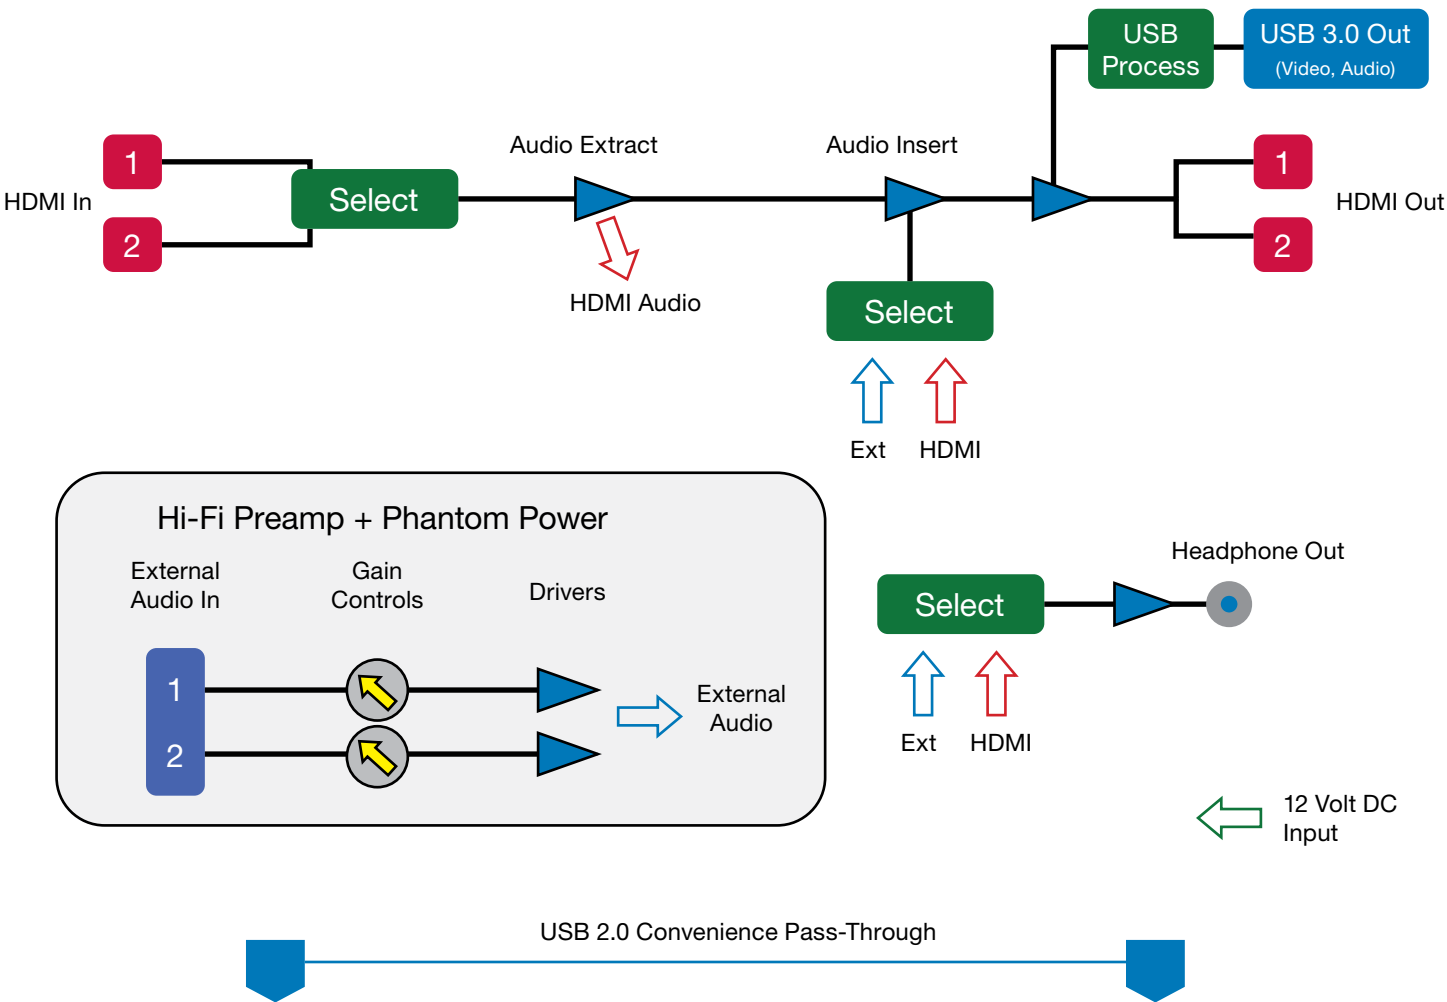 USB
Process
USB 3.0 Out
(Video, Audio)
HDMI In
1
2
Select
Audio Extract
HDMI Audio
Audio Insert
Select
Ext
HDMI
1
2
HDMI Out
Hi-Fi Preamp + Phantom Power
External
Audio In
Gain
Controls
Drivers
1
2
External
Audio
Headphone Out
Select
Ext
HDMI
12 Volt DC
Input
USB 2.0 Convenience Pass-Through